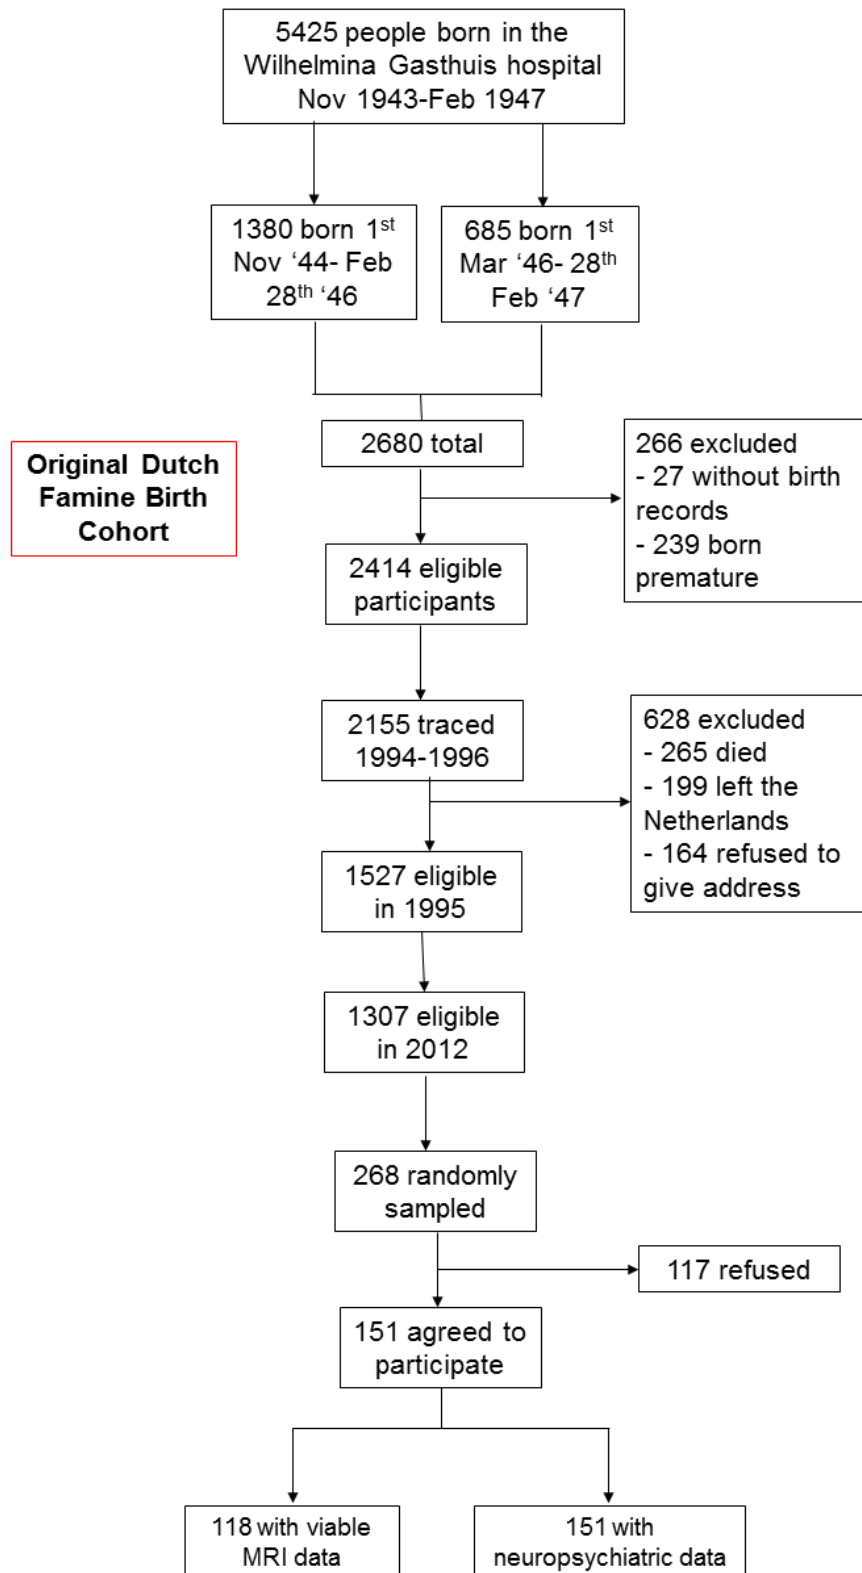 5425 people born in the
Wilhelmina Gasthuis hospital
Nov 1943-Feb 1947
1380 born 1st
Nov ‘44- Feb
28th ‘46
685 born 1st
Mar ‘46- 28th
Feb ‘47
2680 total
266 excluded
- 27 without birth
records
- 239 born
premature
Original Dutch
Famine Birth
Cohort
2414 eligible
participants
2155 traced
1994-1996
628 excluded
- 265 died
- 199 left the
Netherlands
- 164 refused to
give address
1527 eligible
in 1995
1307 eligible
in 2012
268 randomly
sampled
117 refused
151 agreed to
participate
118 with viable
MRI data
151 with
neuropsychiatric data